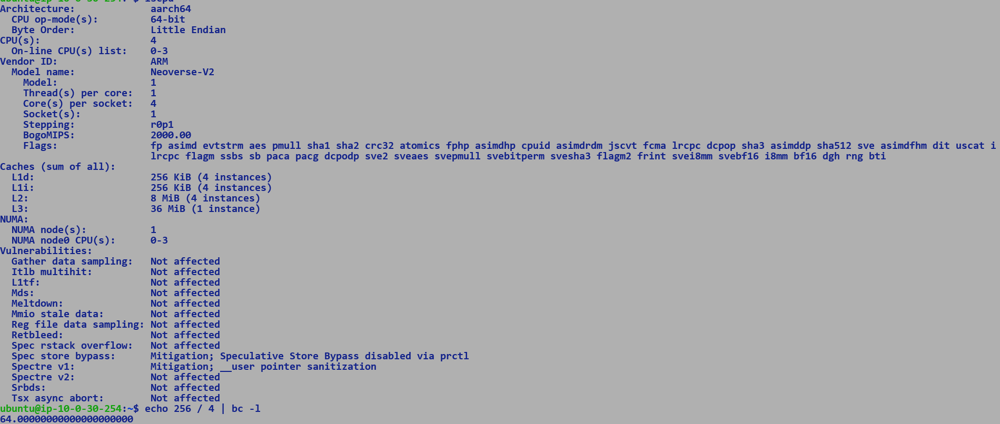 ubuntu@ip-10-0-30-254:~$ lscpu
Architecture: aarch64
CPU op-mode(s): 64-bit
Byte Order: Little Endian
CPU(s): 4
On-line CPU(s) list: 0-3
Vendor ID: ARM
Model name: Neoverse-V2
Model: 1
Thread(s) per core: 1
Core(s) per socket: 4
Socket(s): 1
Stepping: r0p1
BogoMIPS: 2000.00
Flags: fp asimd evtstrm aes pmull sha1 sha2 crc32 atomics fphp asimdhp cpuid asimdrdm jscvt fcma lrcpc dcpop sha3 asimddp sha512 sve asimdfhm dit uscat i
lrcpc flagm ssbs sb paca pacg dcpodp sve2 sveaes svepmull svebitperm svesha3 flagm2 frint svei8mm svebf16 i8mm bf16 dgh rng bti
Caches (sum of all):
L1d: 256 KiB (4 instances)
L1i: 256 KiB (4 instances)
L2: 8 MiB (4 instances)
L3: 36 MiB (1 instance)
NUMA:
NUMA node(s): 1
NUMA node0 CPU(s): 0-3
Vulnerabilities:
Gather data sampling: Not affected
Itlb multihit: Not affected
L1tf: Not affected
Mds: Not affected
Meltdown: Not affected
Mmio stale data: Not affected
Reg file data sampling: Not affected
Retbleed: Not affected
Spec rstack overflow: Not affected
Spec store bypass: Mitigation; Speculative Store Bypass disabled via prctl
Spectre v1: Mitigation; __user pointer sanitization
Spectre v2: Not affected
Srbds: Not affected
Tsx async abort: Not affected
ubuntu@ip-10-0-30-254:~$ echo 256 / 4 | bc -l
64.00000000000000000000